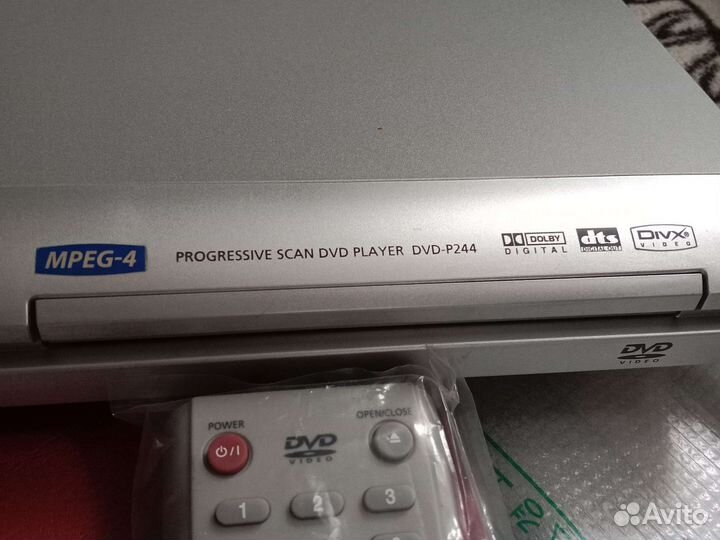 MPEG-4
PROGRESSIVE SCAN DVD PLAYER DVD-P244
DOLBY
DIGITAL
dts
DIGITAL OUT
DIVX
VIDEO
DVD
VIDEO
POWER
OPEN/CLOSE
DVD
VIDEO
1
2
3
Avito